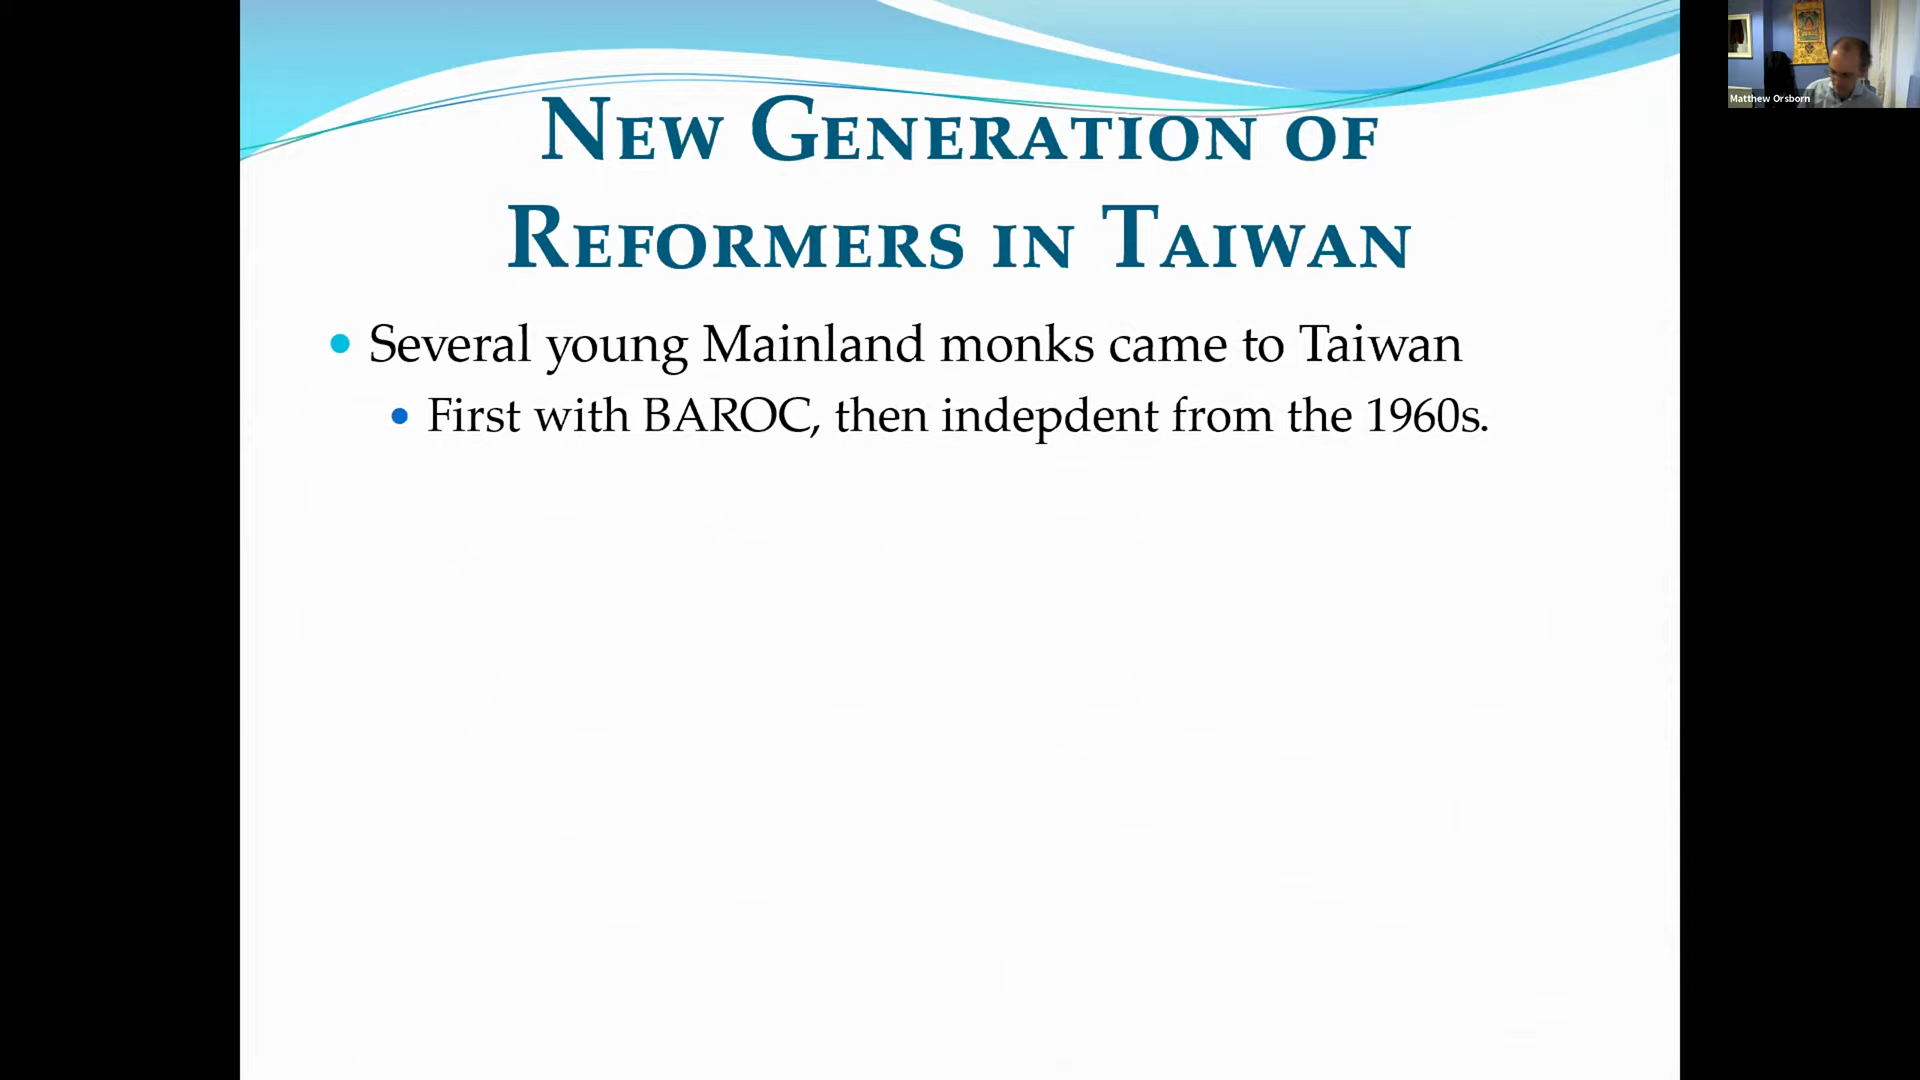 New Generation of
Reformers in Taiwan
Several young Mainland monks came to Taiwan
First with BAROC, then indepdent from the 1960s.
Matthew Orsborn